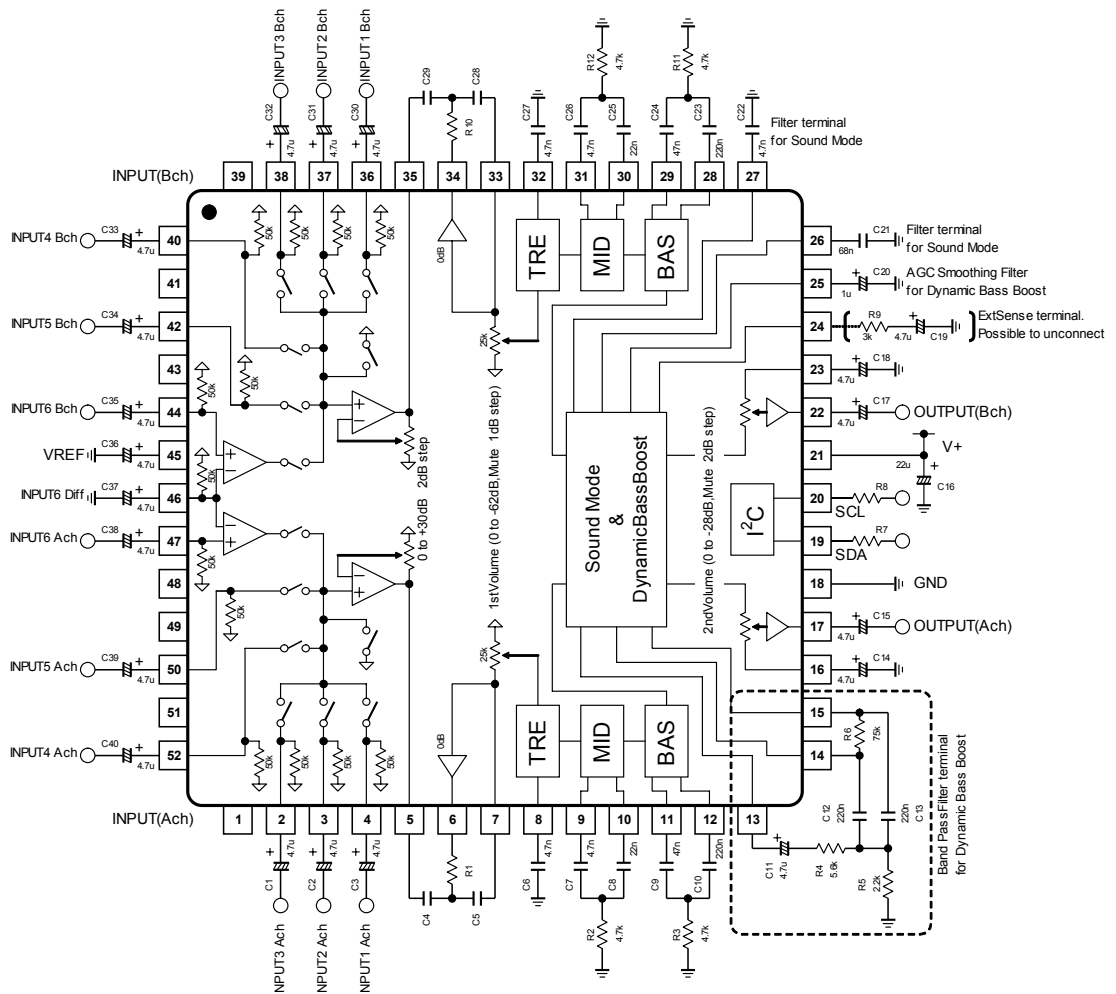 INPUT3 Bch
INPUT2 Bch
INPUT1 Bch
C32
4.7u
+
C31
4.7u
+
C30
4.7u
+
C29
C28
R10
C27
4.7n
R12
4.7k
C26
4.7n
C25
22n
R11
4.7k
C24
47n
C23
220n
C22
4.7n
Filter terminal
for Sound Mode
INPUT(Bch)
39
38
37
36
35
34
33
32
31
30
29
28
27
INPUT4 Bch
C33
+
4.7u
40
41
INPUT5 Bch
C34
+
4.7u
42
43
INPUT6 Bch
C35
+
4.7u
44
VREF
C36
+
4.7u
45
INPUT6 Diff
C37
+
4.7u
46
INPUT6 Ach
C38
+
4.7u
47
48
49
INPUT5 Ach
C39
+
4.7u
50
51
INPUT4 Ach
C40
+
4.7u
52
50k
50k
50k
50k
50k
50k
50k
50k
50k
50k
50k
50k
50k
+
−
+
−
+
−
−
+
−
+
0dB
25k
2dB step
0 to +30dB
1stVolume (0 to -62dB,Mute 1dB step)
25k
0dB
TRE
MID
BAS
Sound Mode
&
DynamicBassBoost
2ndVolume (0 to -28dB,Mute 2dB step)
I2C
TRE
MID
BAS
26
C21
68n
Filter terminal
for Sound Mode
25
+
C20
1u
AGC Smoothing Filter
for Dynamic Bass Boost
24
R9
3k
+
4.7u
C19
ExtSense terminal.
Possible to unconnect
23
+
C18
4.7u
22
+
C17
4.7u
OUTPUT(Bch)
21
V+
22u
+
C16
20
R8
SCL
19
R7
SDA
18
GND
17
+
C15
4.7u
OUTPUT(Ach)
16
+
C14
4.7u
15
R6
75k
14
C12
220n
C13
220n
C11
+
4.7u
R4
5.6k
R5
2.2k
Band PassFilter terminal
for Dynamic Bass Boost
INPUT(Ach)
1
2
3
4
5
6
7
8
9
10
11
12
13
C1
+
4.7u
C2
+
4.7u
C3
+
4.7u
C4
R1
C5
C6
4.7n
C7
4.7n
C8
22n
R2
4.7k
C9
47n
C10
220n
R3
4.7k
NPUT3 Ach
NPUT2 Ach
NPUT1 Ach